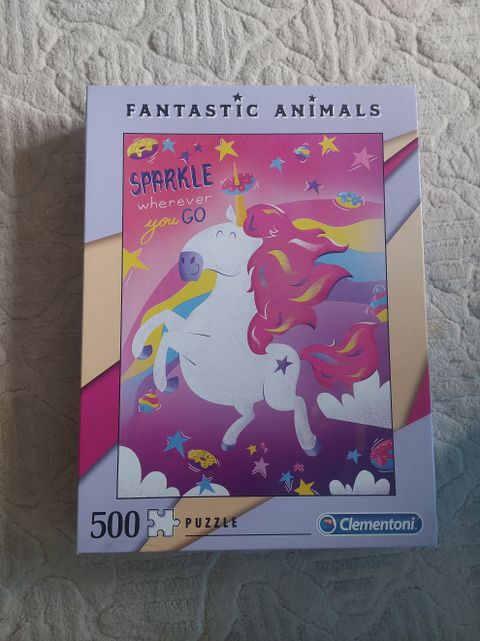 FANTASTIC ANIMALS
SPARKLE
wherever
you GO
500 PUZZLE
Clementoni